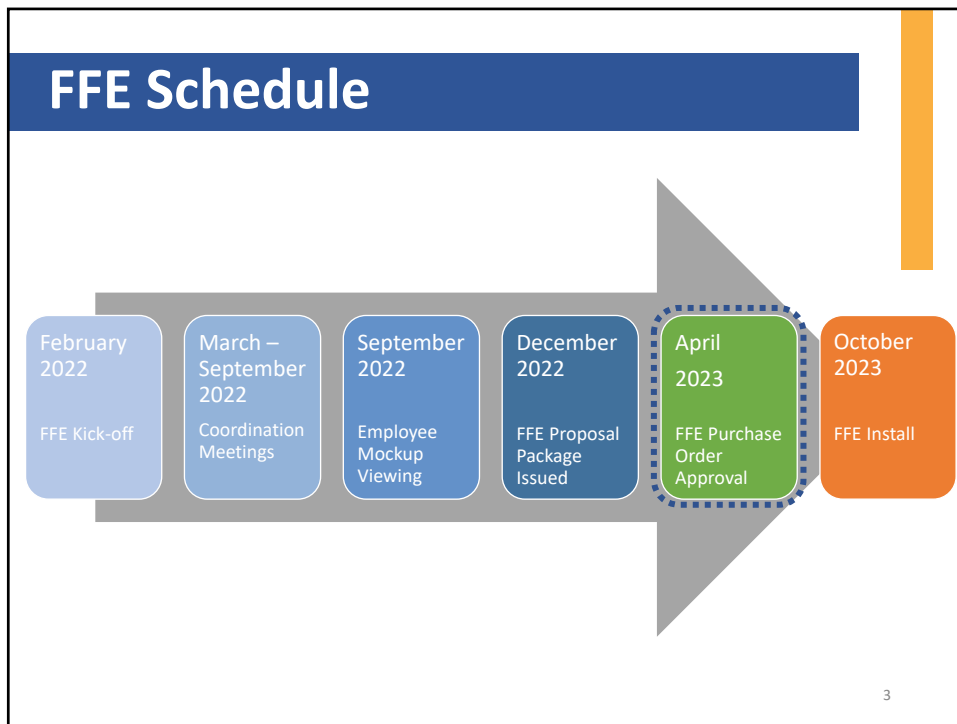 FFE Schedule
February
2022
FFE Kick-off
March –
September
2022
Coordination
Meetings
September
2022
Employee
Mockup
Viewing
December
2022
FFE Proposal
Package
Issued
April
2023
FFE Purchase
Order
Approval
October
2023
FFE Install
3